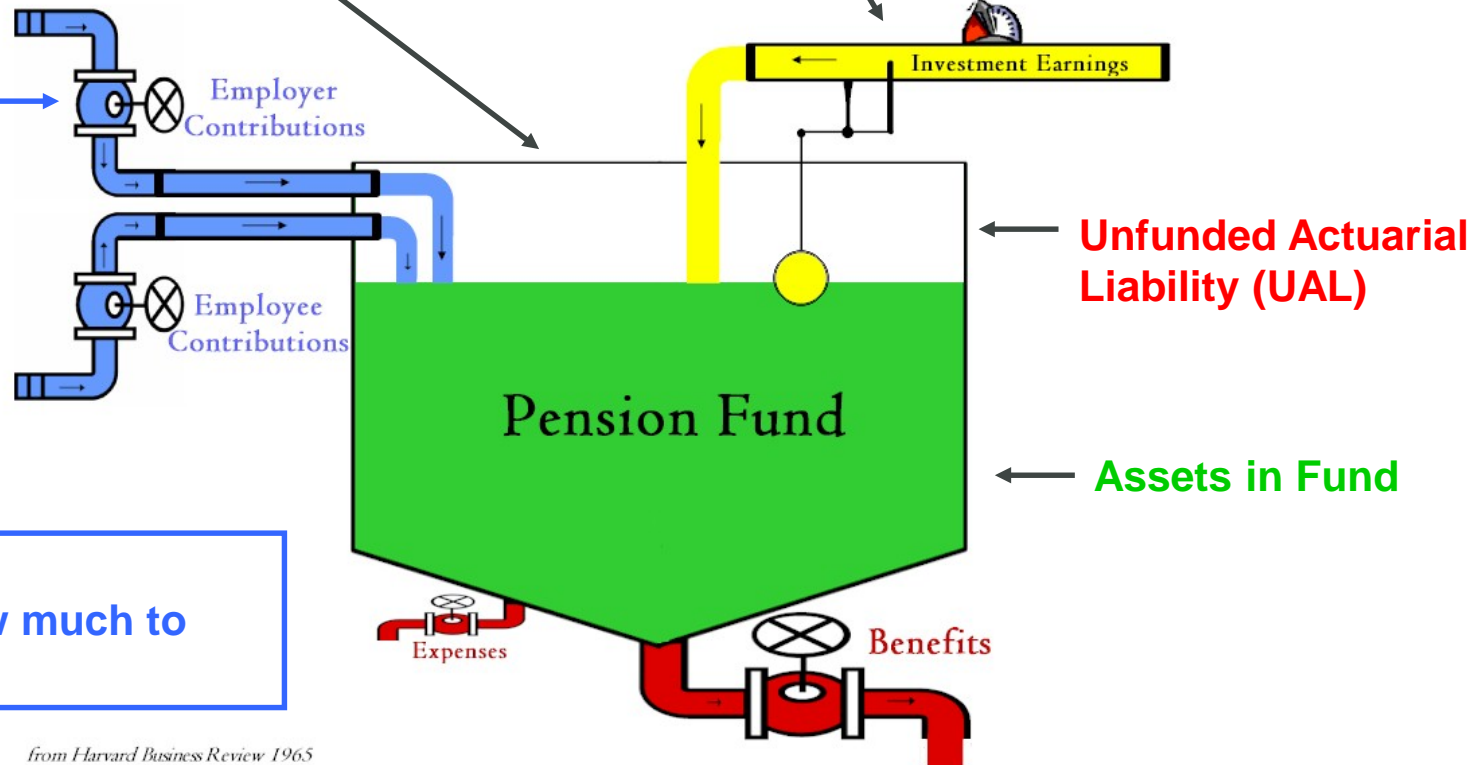 Investment Earnings
Employer
Contributions
Unfunded Actuarial
Liability (UAL)
Employee
Contributions
Pension Fund
Assets in Fund
much to
Expenses
Benefits
from Harvard Business Review 1965